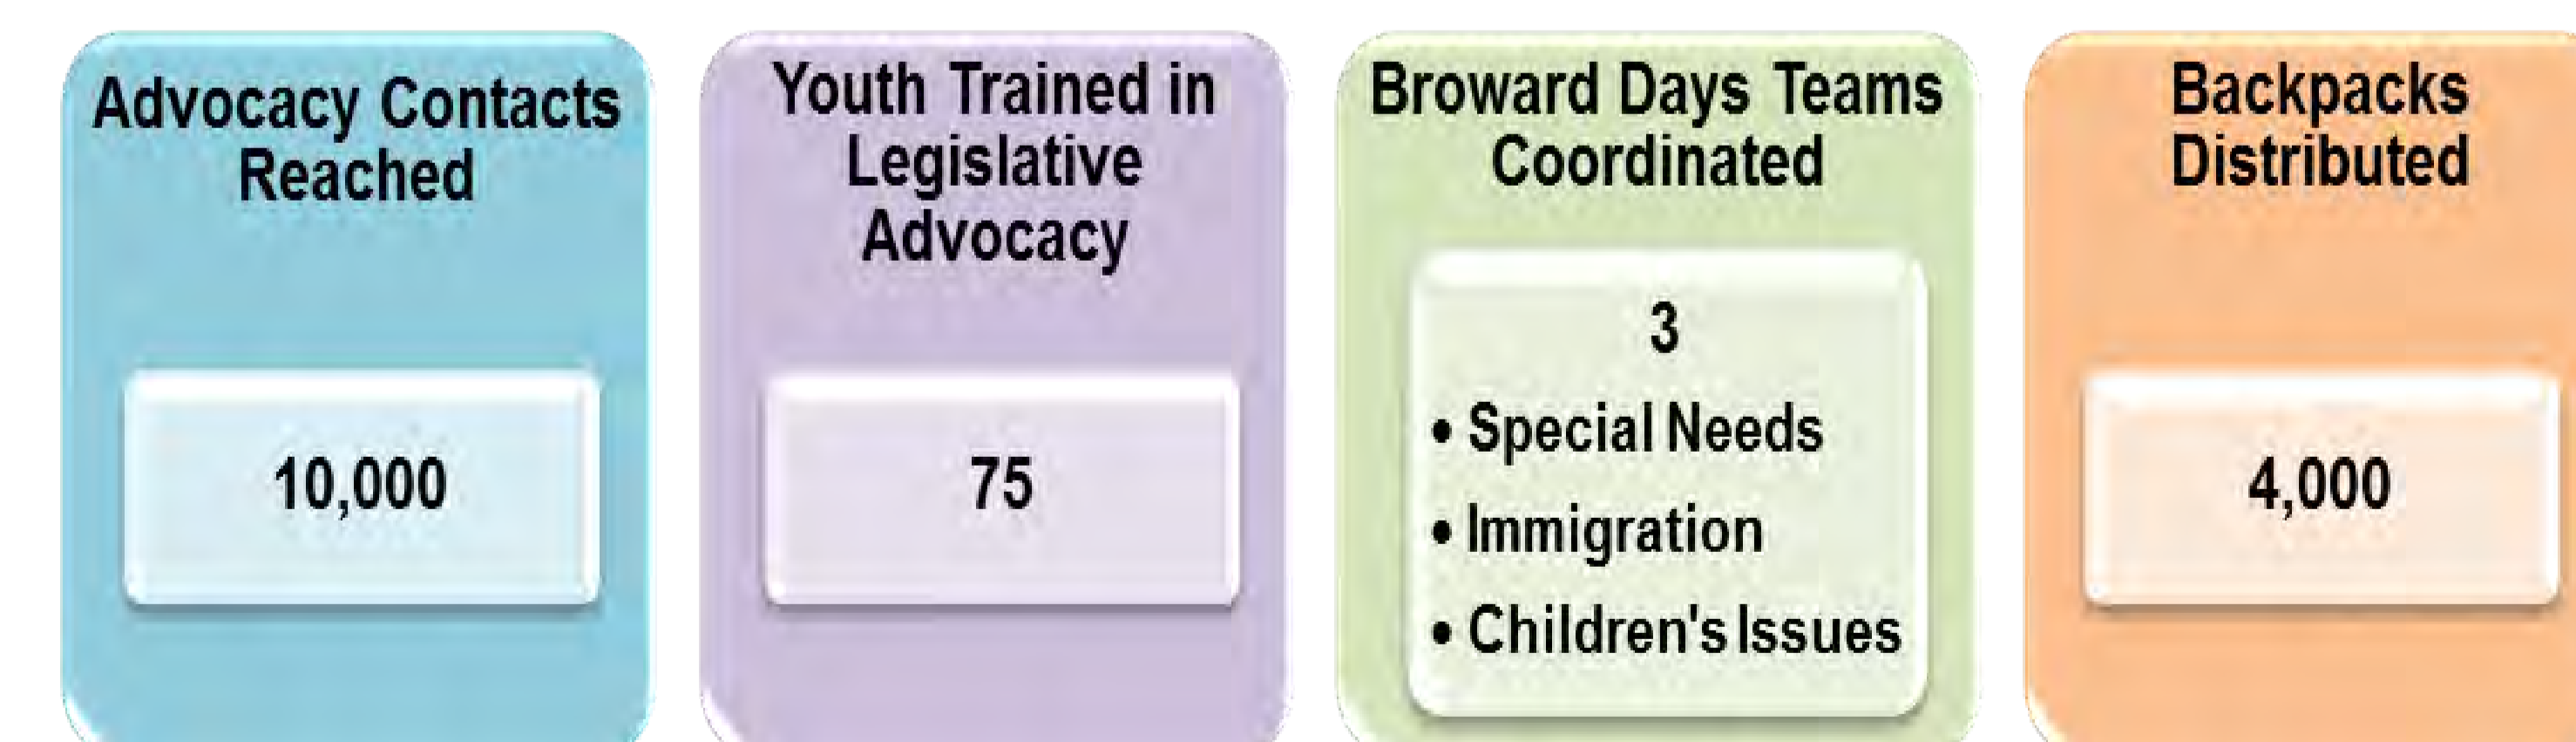 Advocacy Contacts
Reached
10,000
Youth Trained in
Legislative
Advocacy
75
Broward Days Teams
Coordinated
3
• Special Needs
• Immigration
• Children's Issues
Backpacks
Distributed
4,000